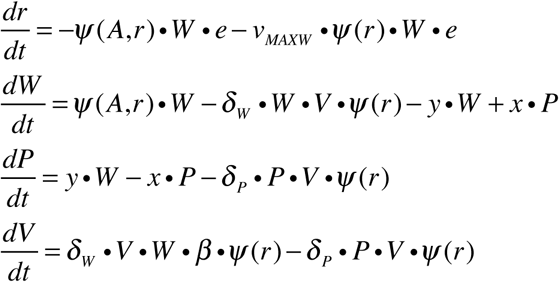 dr/dt = −ψ(A,r)•W•e − v_MAXW•ψ(r)•W•e
dW/dt = ψ(A,r)•W − δ_W•W•V•ψ(r) − y•W + x•P
dP/dt = y•W − x•P − δ_P•P•V•ψ(r)
dV/dt = δ_W•V•W•β•ψ(r) − δ_P•P•V•ψ(r)